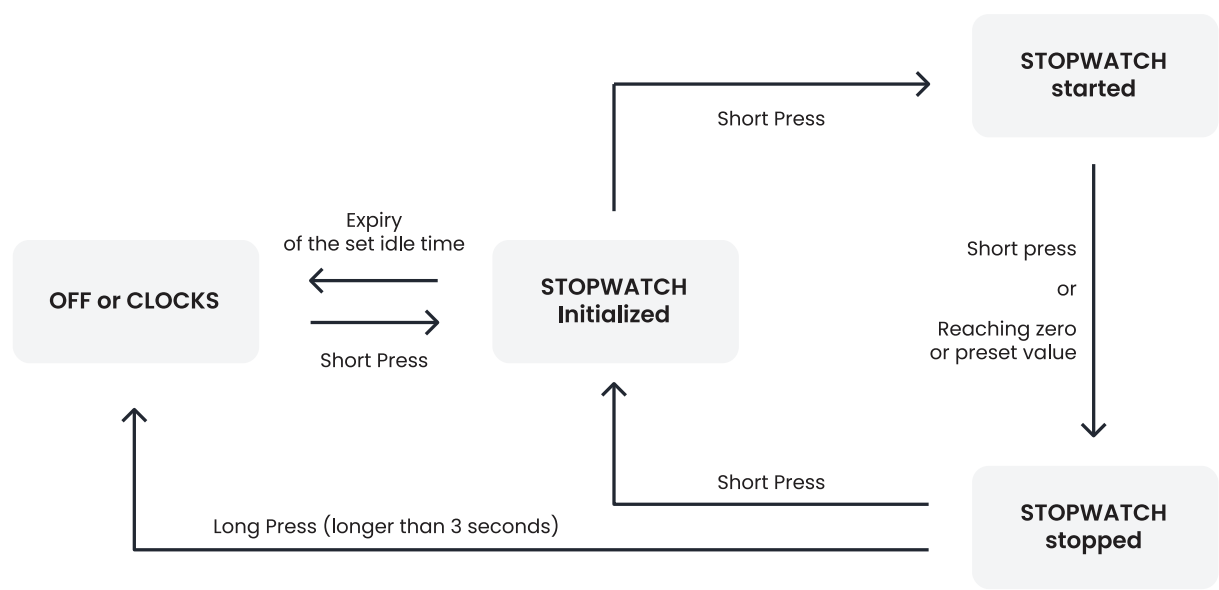 STOPWATCH
started
Short Press
Expiry
of the set idle time
OFF or CLOCKS
STOPWATCH
Initialized
Short Press
Short press
or
Reaching zero
or preset value
Short Press
Long Press (longer than 3 seconds)
STOPWATCH
stopped